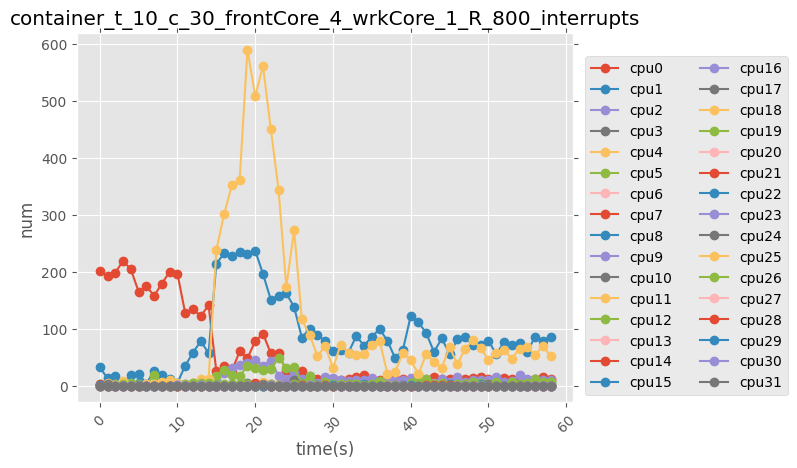 container_t_10_c_30_frontCore_4_wrkCore_1_R_800_interrupts
600
500
400
300
200
100
0
num
0
10
20
30
40
50
60
time(s)
cpu0
cpu1
cpu2
cpu3
cpu4
cpu5
cpu6
cpu7
cpu8
cpu9
cpu10
cpu11
cpu12
cpu13
cpu14
cpu15
cpu16
cpu17
cpu18
cpu19
cpu20
cpu21
cpu22
cpu23
cpu24
cpu25
cpu26
cpu27
cpu28
cpu29
cpu30
cpu31